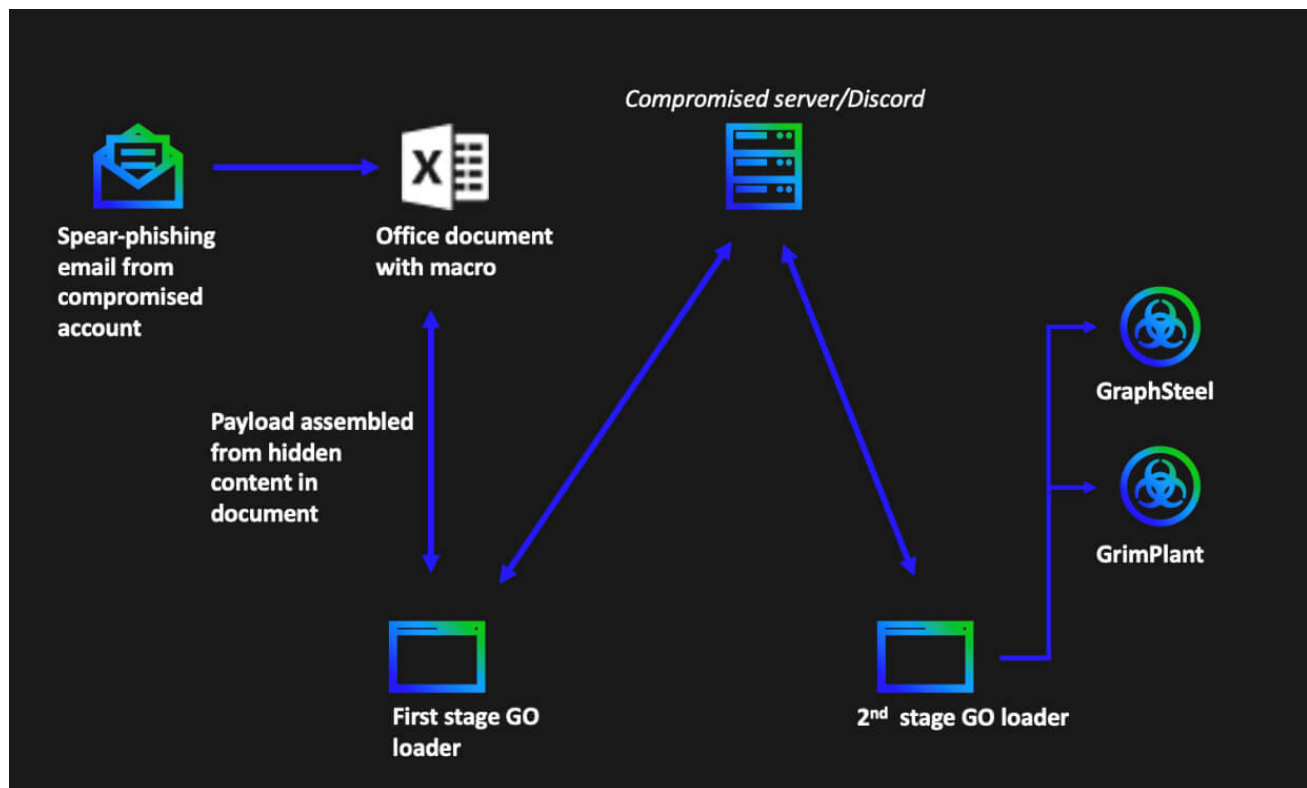 Compromised server/Discord
Spear-phishing
email from
compromised
account
X
Office document
with macro
Payload assembled
from hidden
content in
document
GraphSteel
GrimPlant
First stage GO
loader
2nd stage GO loader